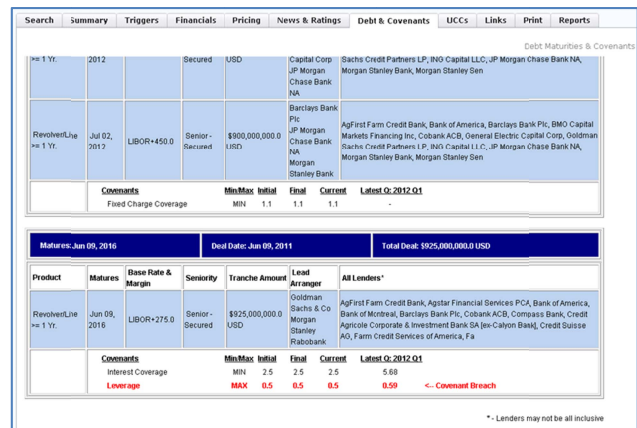 Search Summary Triggers Financials Pricing News & Ratings Debt & Covenants UCCs Links Print Reports
Debt Maturities & Covenants
>= 1 Yr. 2012 Secured USD Capital Corp Sachs Credit Partners LP, ING Capital LLC, JP Morgan Chase Bank NA,
JP Morgan Morgan Stanley Bank, Morgan Stanley Sen
Chase Bank
NA
Barclays Bank
Plc
JP Morgan AgFirst Farm Credit Bank, Bank of America, Barclays Bank Plc, BMO Capital
Revolver/Line Jul 02, LIBOR+450.0 Senior- $900,000,000.0 Chase Bank Markets Financing Inc, Cobank ACB, General Electric Capital Corp, Goldman
>= 1 Yr. 2012 Secured USD NA Sachs Credit Partners LP, ING Capital LLC, JP Morgan Chase Bank NA,
Morgan Morgan Stanley Bank, Morgan Stanley Sen
Stanley Bank
Covenants Min/Max Initial Final Current Latest Q: 2012 Q1
Fixed Charge Coverage MIN 1.1 1.1 1.1 -
Matures: Jun 09, 2016 Deal Date: Jun 09, 2011 Total Deal: $925,000,000.0 USD
Product Matures Base Rate & Margin Seniority Tranche Amount Lead Arranger All Lenders*
Goldman
Sachs & Co AgFirst Farm Credit Bank, Agstar Financial Services PCA, Bank of America,
Revolver/Line Jun 09, LIBOR+275.0 Senior- $925,000,000.0 Morgan Bank of Montreal, Barclays Bank Plc, Cobank ACB, Compass Bank, Credit
>= 1 Yr. 2016 Secured USD Stanley Agricole Corporate & Investment Bank SA [ex-Calyon Bank], Credit Suisse
Rabobank AG, Farm Credit Services of America, Fa
Covenants Min/Max Initial Final Current Latest Q: 2012 Q1
Interest Coverage MIN 2.5 2.5 2.5 5.68
Leverage MAX 0.5 0.5 0.5 0.59 <-- Covenant Breach
* - Lenders may not be all inclusive